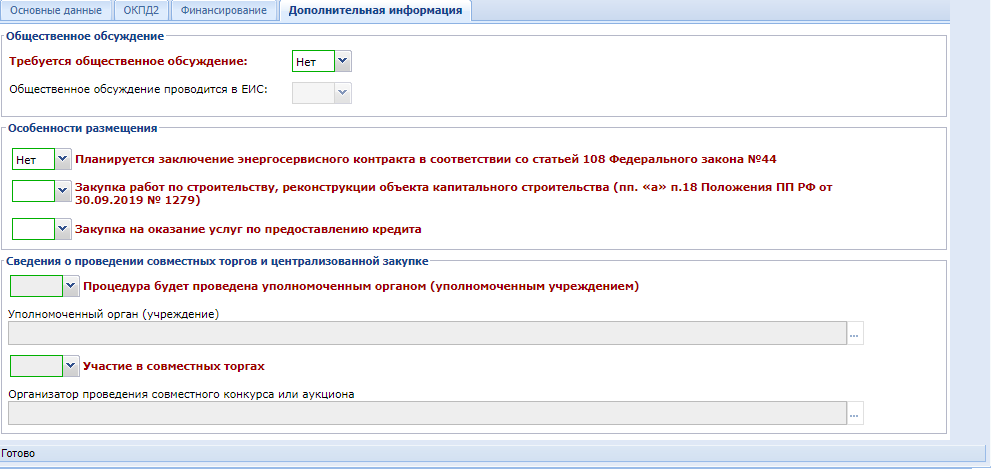 Основные данные ОКПД2 Финансирование Дополнительная информация
Общественное обсуждение
Требуется общественное обсуждение: Нет
Общественное обсуждение проводится в ЕИС:
Особенности размещения
Нет Планируется заключение энергосервисного контракта в соответствии со статьей 108 Федерального закона №44
Закупка работ по строительству, реконструкции объекта капитального строительства (пп. «а» п.18 Положения ПП РФ от
30.09.2019 № 1279)
Закупка на оказание услуг по предоставлению кредита
Сведения о проведении совместных торгов и централизованной закупке
Процедура будет проведена уполномоченным органом (уполномоченным учреждением)
Уполномоченный орган (учреждение)
...
Участие в совместных торгах
Организатор проведения совместного конкурса или аукциона
...
Готово